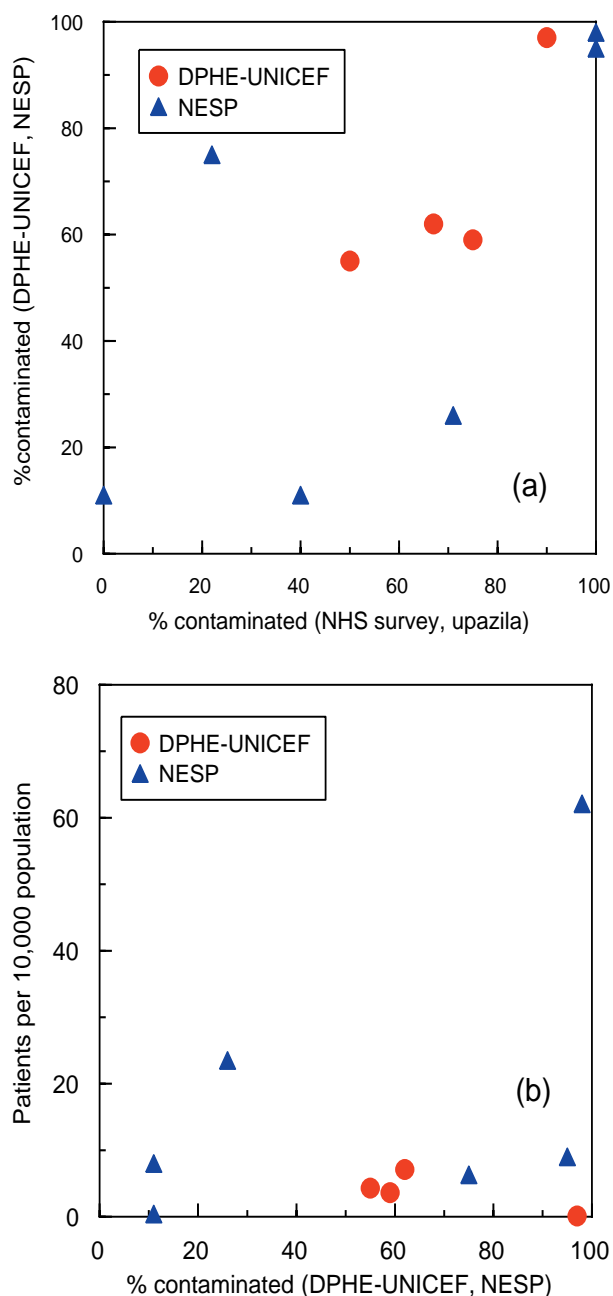 100
80
60
40
20
0
%contaminated (DPHE-UNICEF, NESP)
DPHE-UNICEF
NESP
(a)
0 20 40 60 80 100
% contaminated (NHS survey, upazila)
80
60
40
20
0
Patients per 10,000 population
DPHE-UNICEF
NESP
(b)
0 20 40 60 80 100
% contaminated (DPHE-UNICEF, NESP)